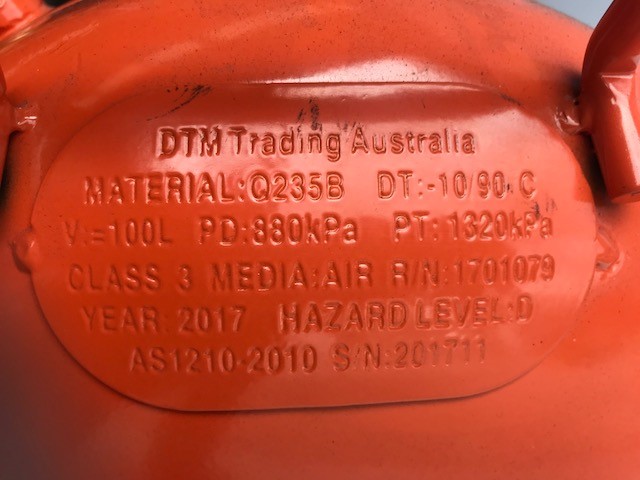 DTM Trading Australia
MATERIAL:Q235B DT:-10/90 C
V:=100L PD:880kPa PT:1320kPa
CLASS 3 MEDIA:AIR R/N:1701079
YEAR: 2017 HAZARD LEVEL:D
AS1210-2010 S/N:201711